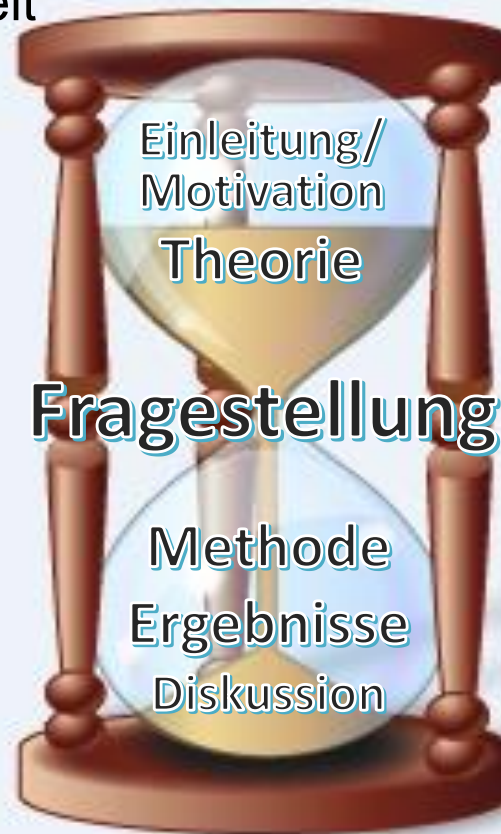 Einleitung/
Motivation
Theorie
Fragestellung
Methode
Ergebnisse
Diskussion